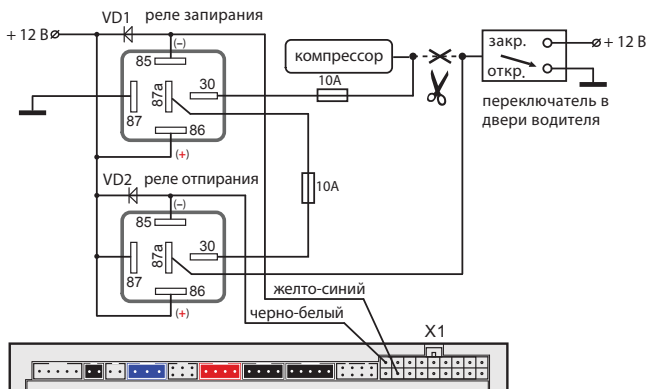 VD1 реле запирания
+ 12 В
(–)
85
87a
30
87
86
(+)
компрессор
10А
закр.
откр.
+ 12 В
переключатель в
двери водителя
VD2 реле отпирания
10А
(–)
85
87a
30
87
86
(+)
желто-синий
черно-белый
X1